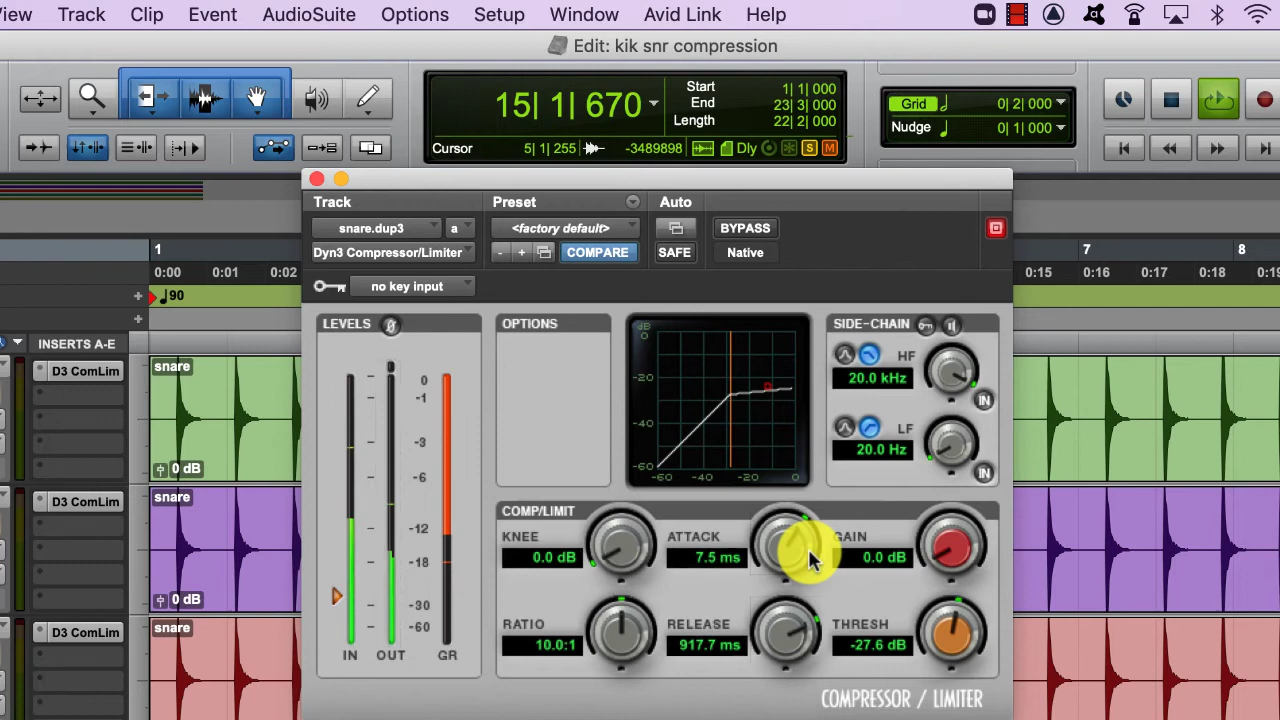 View Track Clip Event AudioSuite Options Setup Window Avid Link Help
Edit: kik snr compression
15| 1| 670
Start 1| 1| 000
End 23| 3| 000
Length 22| 2| 000
Cursor 5| 1| 255 -3489898 Dly S M
Grid 0| 2| 000
Nudge 0| 1| 000
Track Preset Auto
snare.dup3 a <factory default> BYPASS
Dyn3 Compressor/Limiter - + COMPARE SAFE Native
no key input
1 7 8
0:00 0:01 0:02 0:15 0:16 0:17 0:18 0:19
90
INSERTS A-E
D3 ComLim
snare
0 dB
D3 ComLim
snare
0 dB
D3 ComLim
snare
LEVELS
0
-1
-3
-6
-12
-18
-30
-60
IN OUT GR
OPTIONS
dB
0
-20
-40
-60
-60 -40 -20 0
SIDE-CHAIN
HF
20.0 kHz
IN
LF
20.0 Hz
IN
COMP/LIMIT
KNEE ATTACK GAIN
0.0 dB 7.5 ms 0.0 dB
RATIO RELEASE THRESH
10.0:1 917.7 ms -27.6 dB
COMPRESSOR / LIMITER